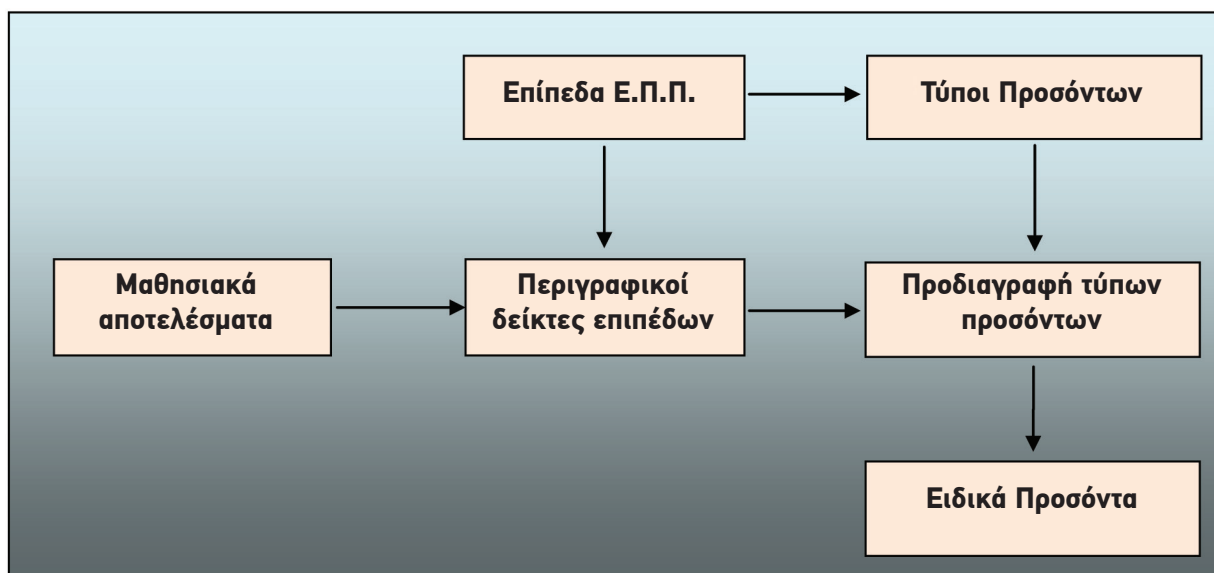 Επίπεδα Ε.Π.Π.
Τύποι Προσόντων
Μαθησιακά
αποτελέσματα
Περιγραφικοί
δείκτες επιπέδων
Προδιαγραφή τύπων
προσόντων
Ειδικά Προσόντα